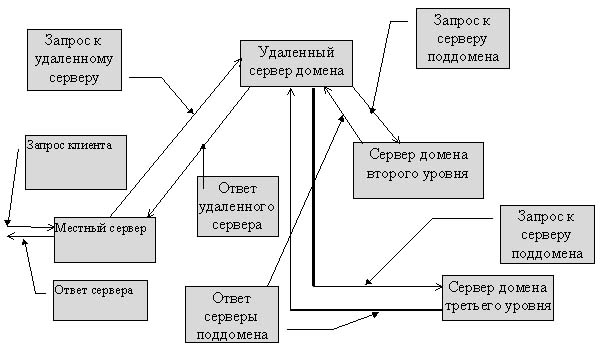 Запрос к
удаленному
серверу
Удаленный
сервер домена
Запрос к
серверу
поддомена
Запрос клиента
Сервер домена
второго уровня
Ответ
удаленного
сервера
Местный сервер
Запрос к
серверу
поддомена
Ответ сервера
Ответ
серверы
поддомена
Сервер домена
третьего уровня